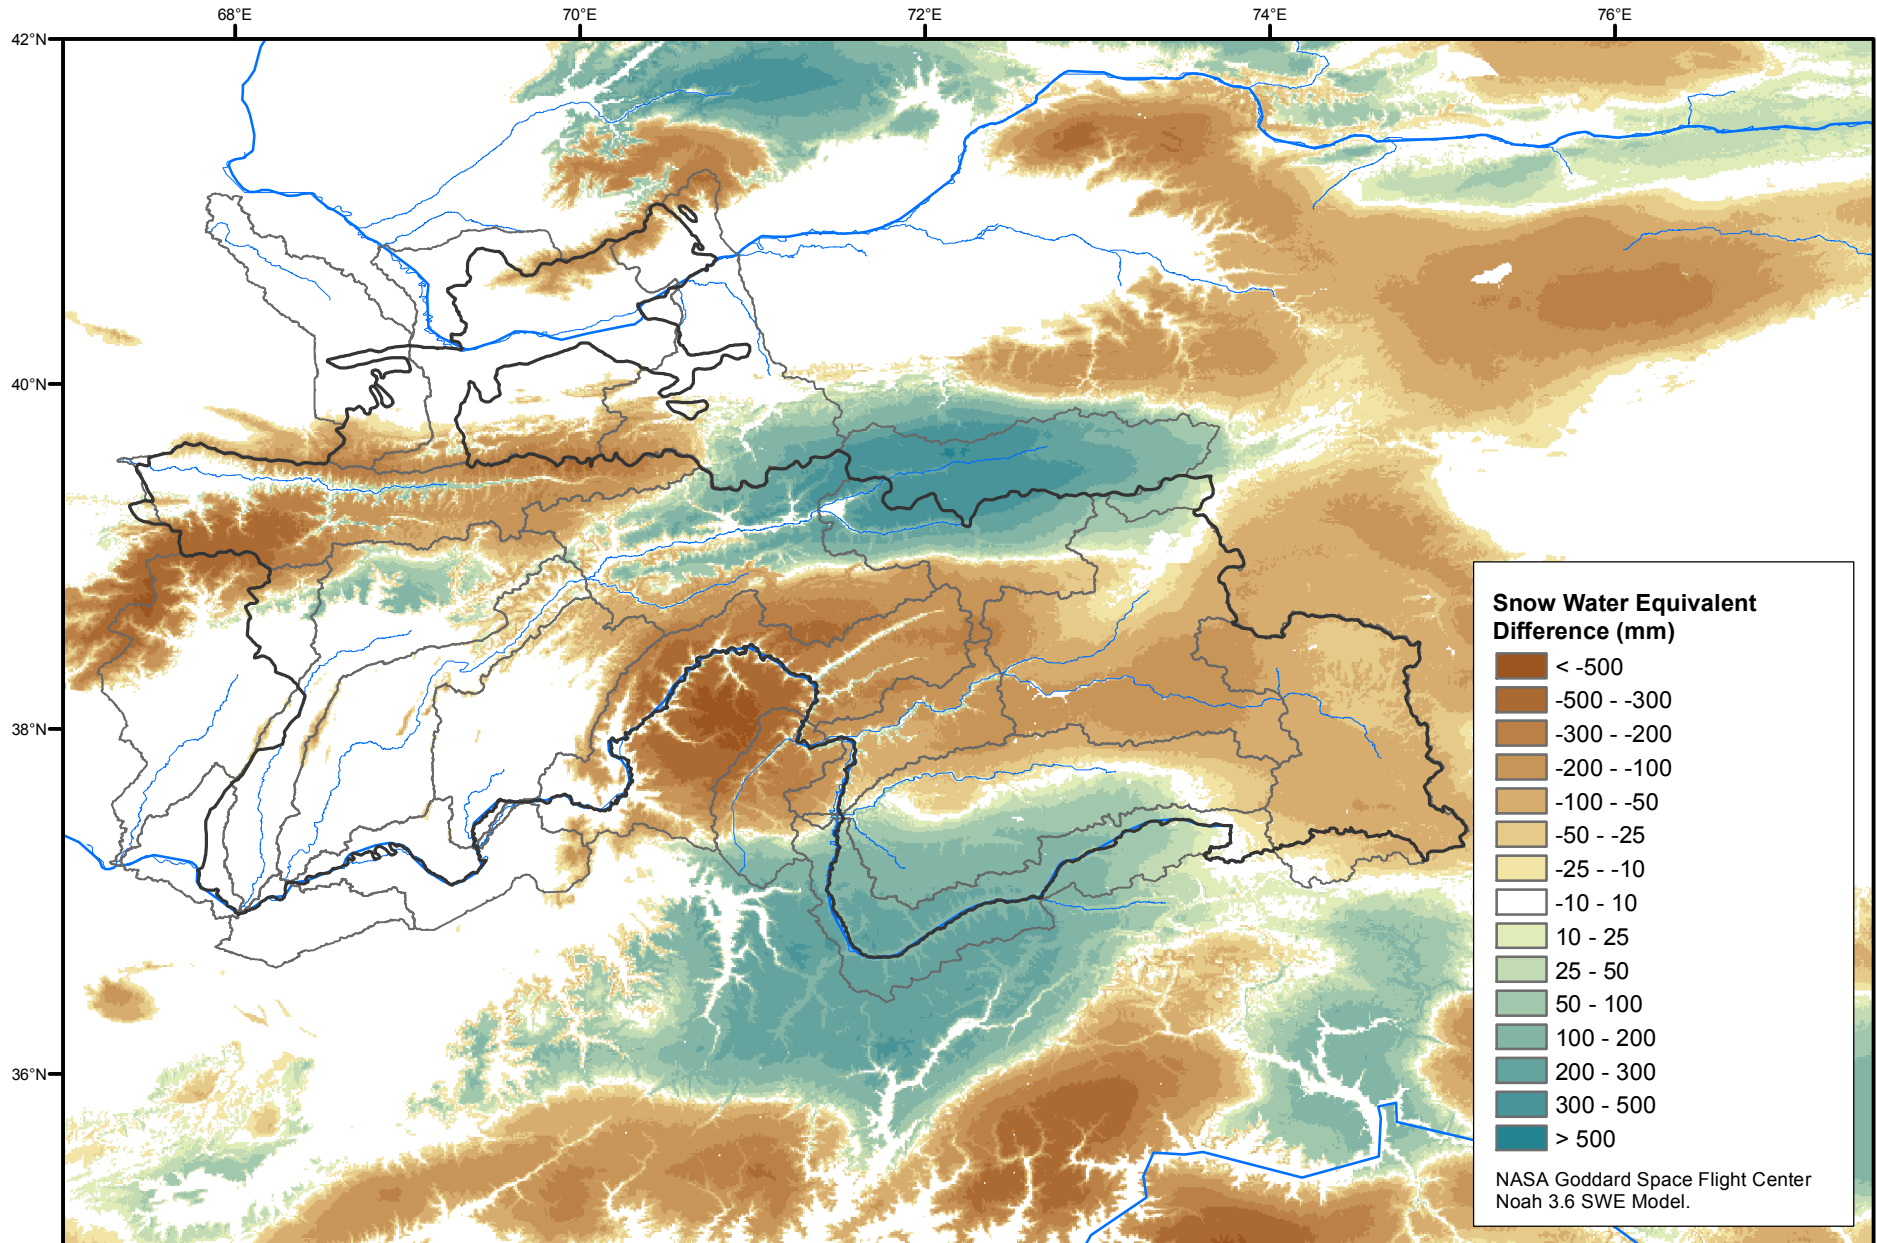 68°E 70°E 72°E 74°E 76°E
42°N
40°N
38°N
36°N
Snow Water Equivalent
Difference (mm)
< -500
-500 - -300
-300 - -200
-200 - -100
-100 - -50
-50 - -25
-25 - -10
-10 - 10
10 - 25
25 - 50
50 - 100
100 - 200
200 - 300
300 - 500
> 500
NASA Goddard Space Flight Center
Noah 3.6 SWE Model.